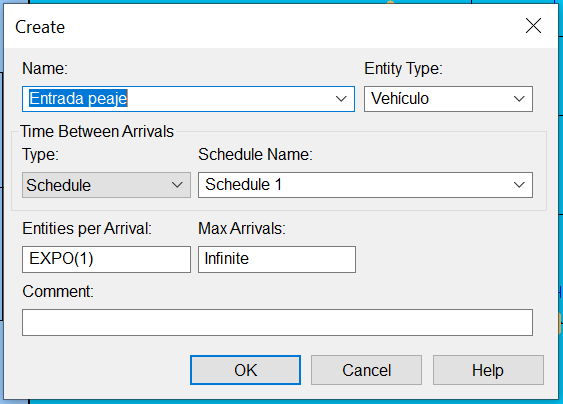 Create
Name:
Entity Type:
Entrada peaje
Vehículo
Time Between Arrivals
Type:
Schedule Name:
Schedule
Schedule 1
Entities per Arrival:
Max Arrivals:
EXPO(1)
Infinite
Comment:
OK
Cancel
Help